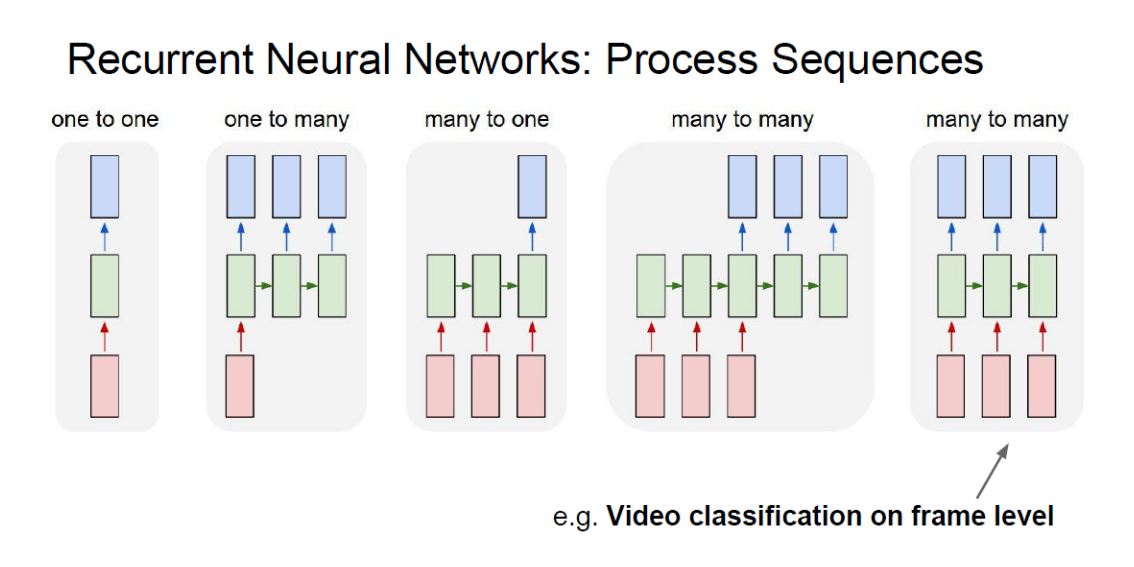 Recurrent Neural Networks: Process Sequences
one to one
one to many
many to one
many to many
many to many
e.g. Video classification on frame level